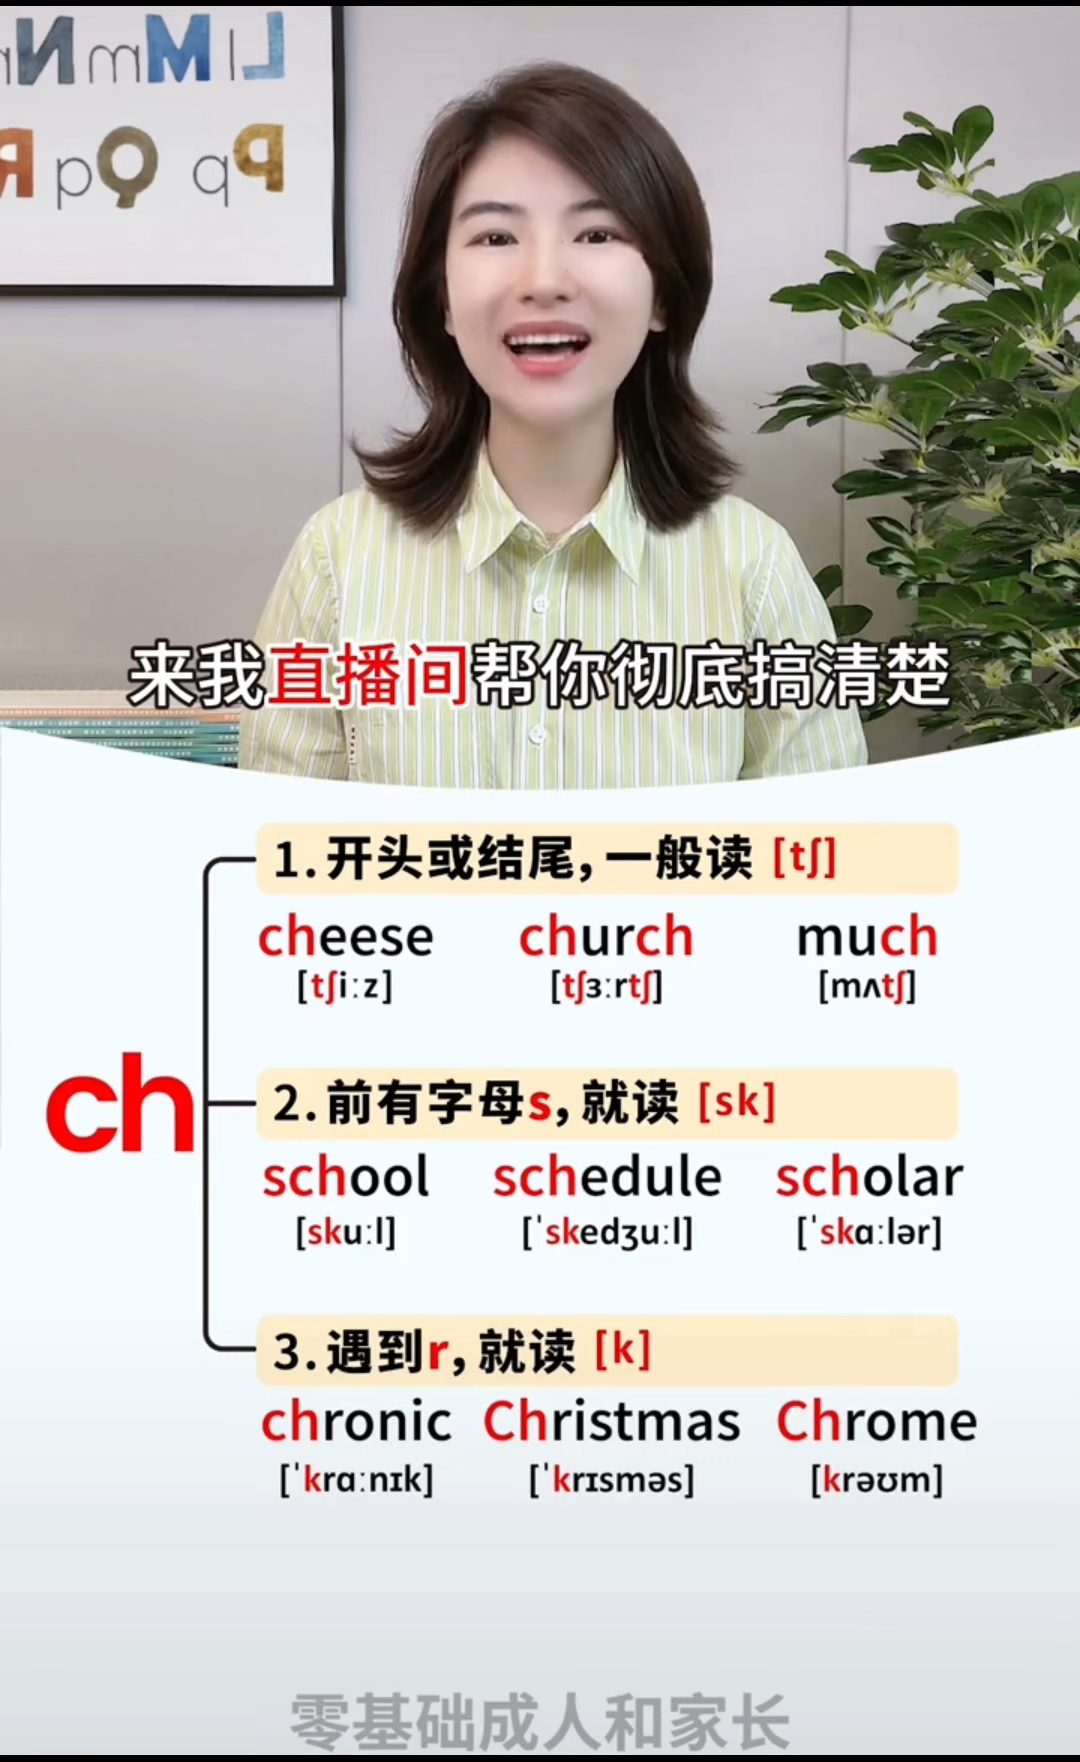 L l M m N n
P p Q q R
来我直播间帮你彻底搞清楚
ch
1.开头或结尾,一般读 [tʃ]
cheese church much
[tʃiːz] [tʃɜːrtʃ] [mʌtʃ]
2.前有字母s,就读 [sk]
school schedule scholar
[skuːl] [ˈskedʒuːl] [ˈskɑːlər]
3.遇到r,就读 [k]
chronic Christmas Chrome
[ˈkrɑːnɪk] [ˈkrɪsməs] [krəʊm]
零基础成人和家长